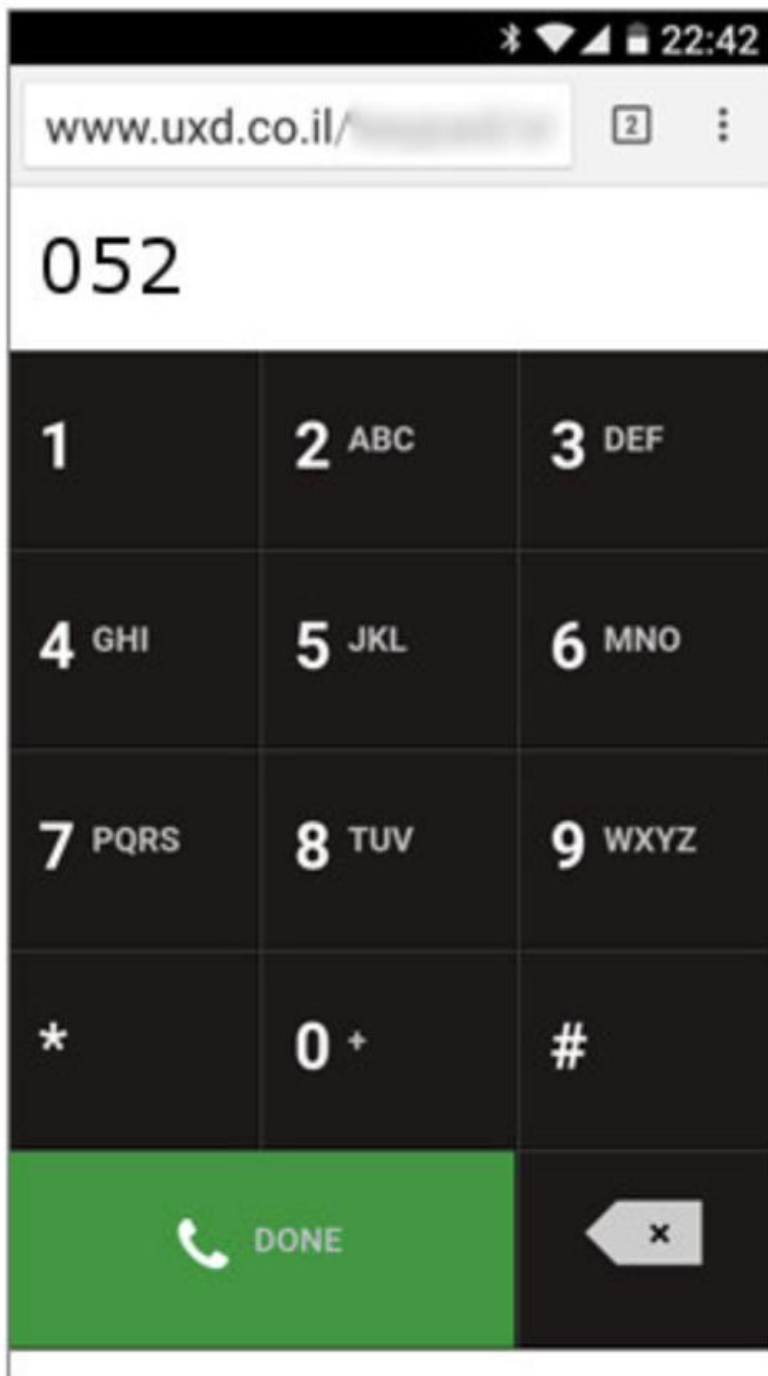 22:42
www.uxd.co.il/
2
052
1
2 ABC
3 DEF
4 GHI
5 JKL
6 MNO
7 PQRS
8 TUV
9 WXYZ
*
0 +
#
DONE
×